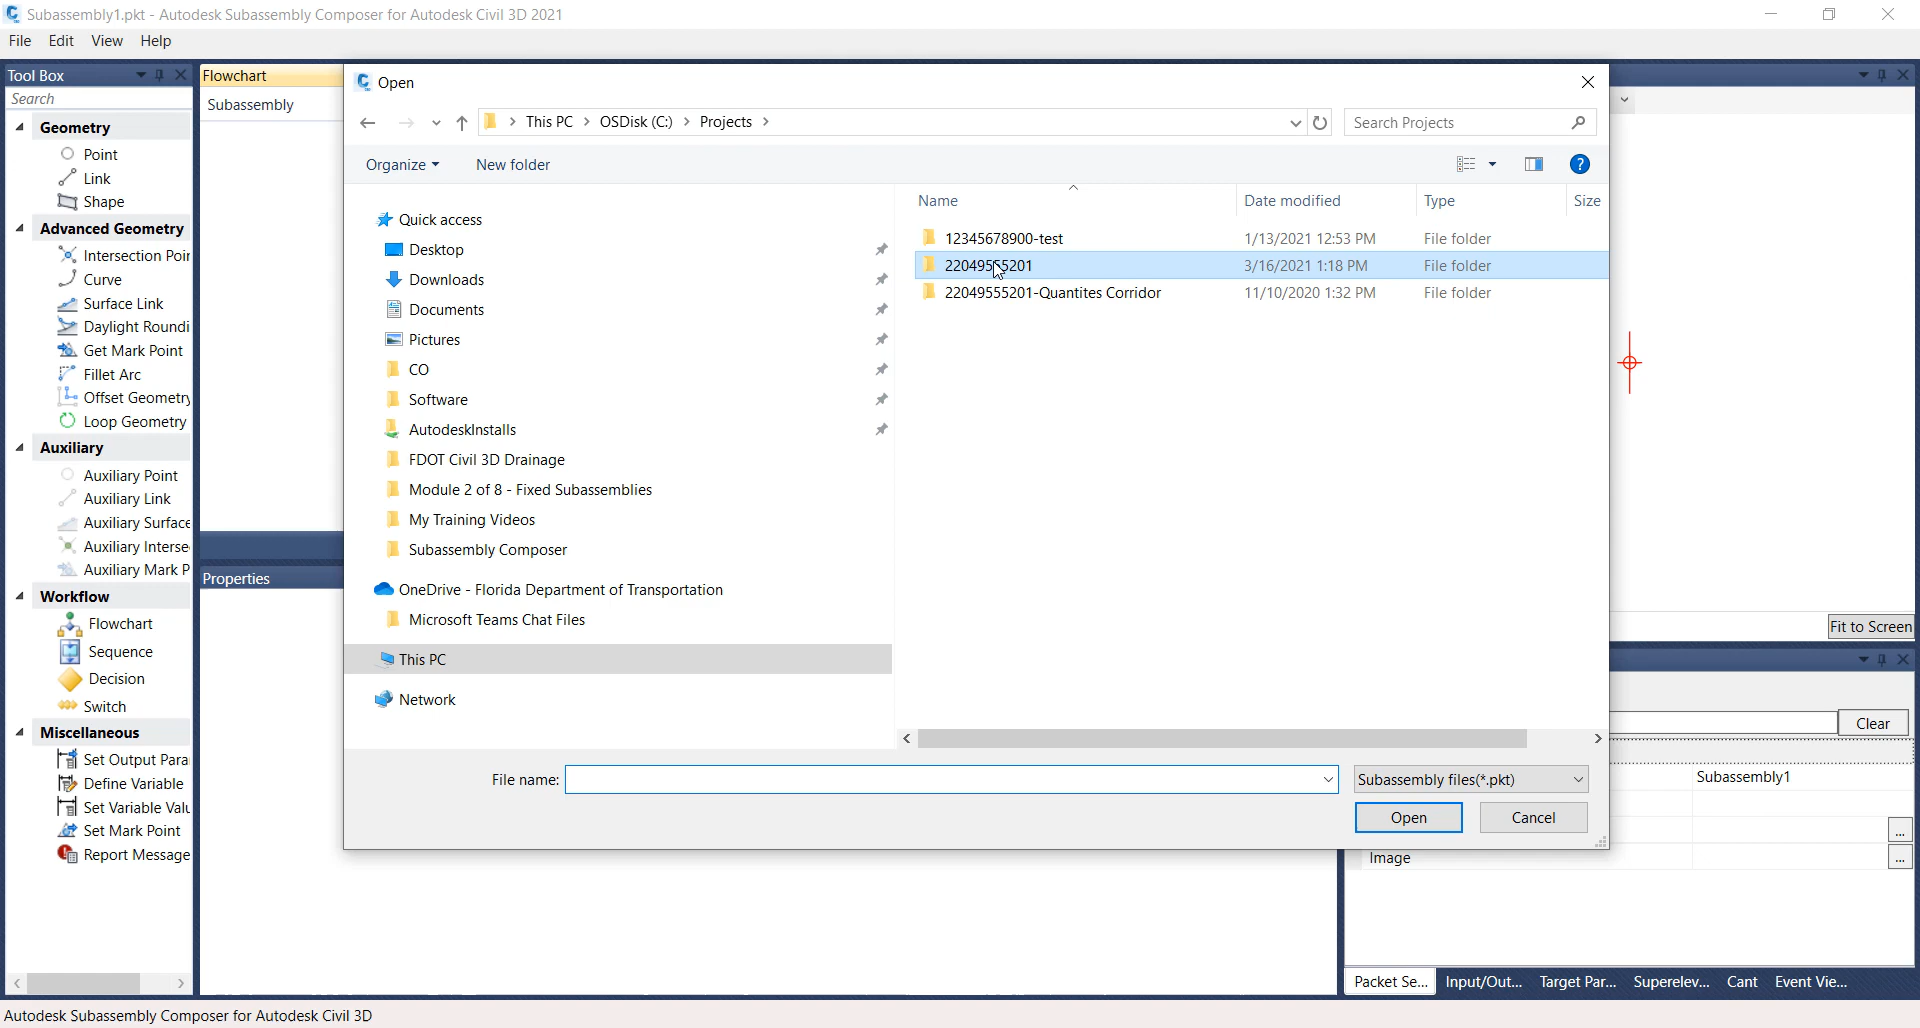 Subassembly1.pkt - Autodesk Subassembly Composer for Autodesk Civil 3D 2021
File Edit View Help
Tool Box
Search
Geometry
Point
Link
Shape
Advanced Geometry
Intersection Poin
Curve
Surface Link
Daylight Roundi
Get Mark Point
Fillet Arc
Offset Geometry
Loop Geometry
Auxiliary
Auxiliary Point
Auxiliary Link
Auxiliary Surface
Auxiliary Interse
Auxiliary Mark P
Workflow
Flowchart
Sequence
Decision
Switch
Miscellaneous
Set Output Para
Define Variable
Set Variable Valu
Set Mark Point
Report Message
Flowchart
Subassembly
Properties
Open
This PC > OSDisk (C:) > Projects >
Search Projects
Organize New folder
Quick access
Desktop
Downloads
Documents
Pictures
CO
Software
AutodeskInstalls
FDOT Civil 3D Drainage
Module 2 of 8 - Fixed Subassemblies
My Training Videos
Subassembly Composer
OneDrive - Florida Department of Transportation
Microsoft Teams Chat Files
This PC
Network
Name Date modified Type Size
12345678900-test 1/13/2021 12:53 PM File folder
22049555201 3/16/2021 1:18 PM File folder
22049555201-Quantites Corridor 11/10/2020 1:32 PM File folder
File name: Subassembly files(*.pkt)
Open Cancel
Fit to Screen
Clear
Subassembly1
...
Image ...
Packet Se... Input/Out... Target Par... Superelev... Cant Event Vie...
Autodesk Subassembly Composer for Autodesk Civil 3D